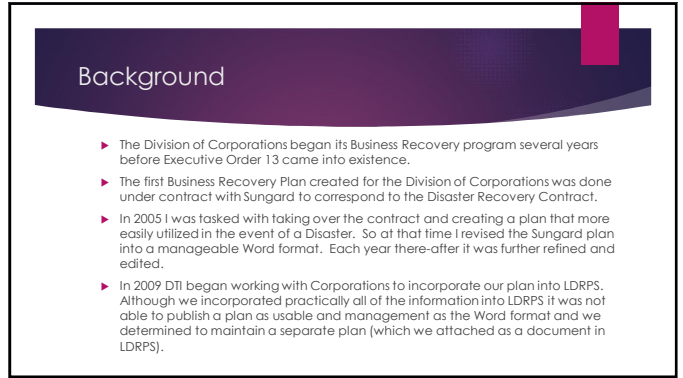 Background
The Division of Corporations began its Business Recovery program several years
before Executive Order 13 came into existence.
The first Business Recovery Plan created for the Division of Corporations was done
under contract with Sungard to correspond to the Disaster Recovery Contract.
In 2005 I was tasked with taking over the contract and creating a plan that more
easily utilized in the event of a Disaster.  So at that time I revised the Sungard plan
into a manageable Word format.  Each year there-after it was further refined and
edited.
In 2009 DTI began working with Corporations to incorporate our plan into LDRPS.
Although we incorporated practically all of the information into LDRPS it was not
able to publish a plan as usable and management as the Word format and we
determined to maintain a separate plan (which we attached as a document in
LDRPS).